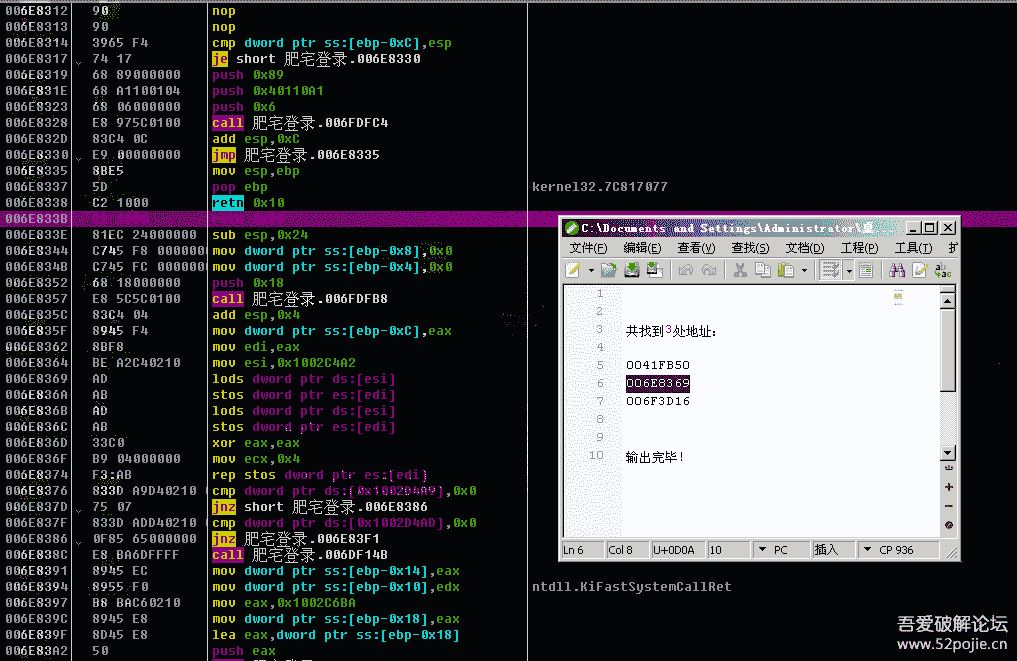 006E8312 90 nop
006E8313 90 nop
006E8314 3965 F4 cmp dword ptr ss:[ebp-0xC],esp
006E8317 74 17 je short 肥宅登录.006E8330
006E8319 68 89000000 push 0x89
006E831E 68 A1100104 push 0x40110A1
006E8323 68 06000000 push 0x6
006E8328 E8 975C0100 call 肥宅登录.006FDFC4
006E832D 83C4 0C add esp,0xC
006E8330 E9 00000000 jmp 肥宅登录.006E8335
006E8335 8BE5 mov esp,ebp
006E8337 5D pop ebp kernel32.7C817077
006E8338 C2 1000 retn 0x10
006E833B
006E833E 81EC 24000000 sub esp,0x24
006E8344 C745 F8 0000000 mov dword ptr ss:[ebp-0x8],0x0
006E834B C745 FC 0000000 mov dword ptr ss:[ebp-0x4],0x0
006E8352 68 18000000 push 0x18
006E8357 E8 5C5C0100 call 肥宅登录.006FDFB8
006E835C 83C4 04 add esp,0x4
006E835F 8945 F4 mov dword ptr ss:[ebp-0xC],eax
006E8362 8BF8 mov edi,eax
006E8364 BE A2C40210 mov esi,0x1002C4A2
006E8369 AD lods dword ptr ds:[esi]
006E836A AB stos dword ptr es:[edi]
006E836B AD lods dword ptr ds:[esi]
006E836C AB stos dword ptr es:[edi]
006E836D 33C0 xor eax,eax
006E836F B9 04000000 mov ecx,0x4
006E8374 F3:AB rep stos dword ptr es:[edi]
006E8376 833D A9D40210 0 cmp dword ptr ds:[0x1002D4A9],0x0
006E837D 75 07 jnz short 肥宅登录.006E8386
006E837F 833D ADD40210 0 cmp dword ptr ds:[0x1002D4AD],0x0
006E8386 0F85 65000000 jnz 肥宅登录.006E83F1
006E838C E8 BA6DFFFF call 肥宅登录.006DF14B
006E8391 8945 EC mov dword ptr ss:[ebp-0x14],eax
006E8394 8955 F0 mov dword ptr ss:[ebp-0x10],edx ntdll.KiFastSystemCallRet
006E8397 B8 BAC60210 mov eax,0x1002C6BA
006E839C 8945 E8 mov dword ptr ss:[ebp-0x18],eax
006E839F 8D45 E8 lea eax,dword ptr ss:[ebp-0x18]
006E83A2 50 push eax
C:\Documents and Settings\Administrator\
文件(F) 编辑(E) 查看(V) 查找(S) 文档(D) 工程(P) 工具(T)
1
2
3 共找到3处地址:
4
5 0041FB50
6 006E8369
7 006F3D16
8
9
10 输出完毕!
Ln 6 Col 8 U+0D0A 10 PC 插入 CP 936
吾爱破解论坛
www.52pojie.cn